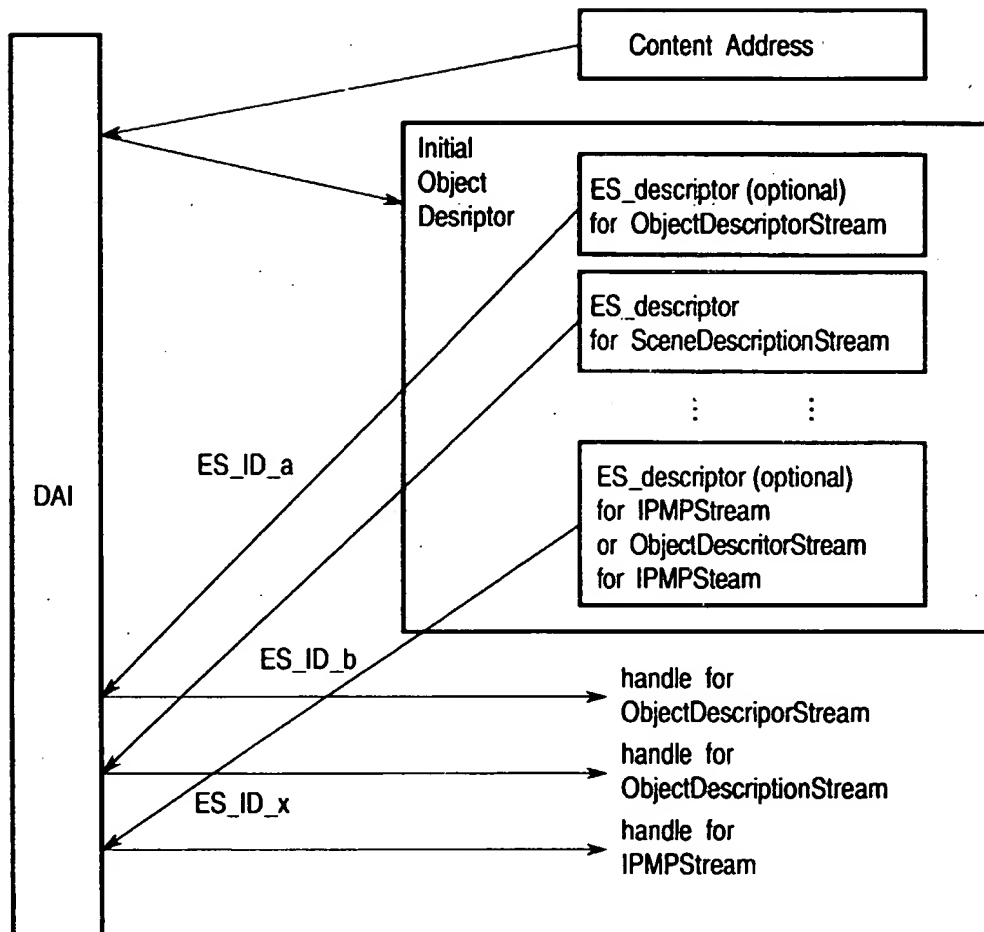 Content Address
Initial
Object
Desriptor
ES_descriptor (optional)
for ObjectDescriptorStream
ES_descriptor
for SceneDescriptionStream
ES_ID_a
DAI
ES_descriptor (optional)
for IPMPStream
or ObjectDescritorStream
for IPMPSteam
ES_ID_b
handle for
ObjectDescriporStream
handle for
ObjectDescriptionStream
ES_ID_x
handle for
IPMPStream